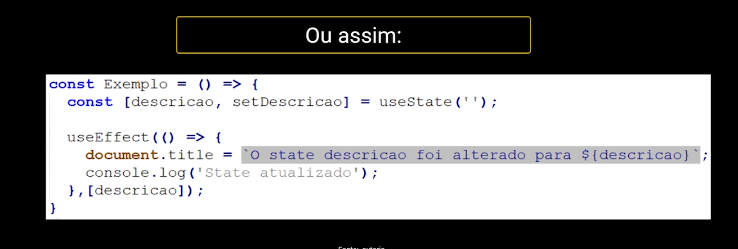 Ou assim:
const Exemplo = () => {
const [descricao, setDescricao] = useState('');
useEffect(() => {
document.title = `O state descricao foi alterado para ${descricao}`;
console.log('State atualizado');
},[descricao]);
}